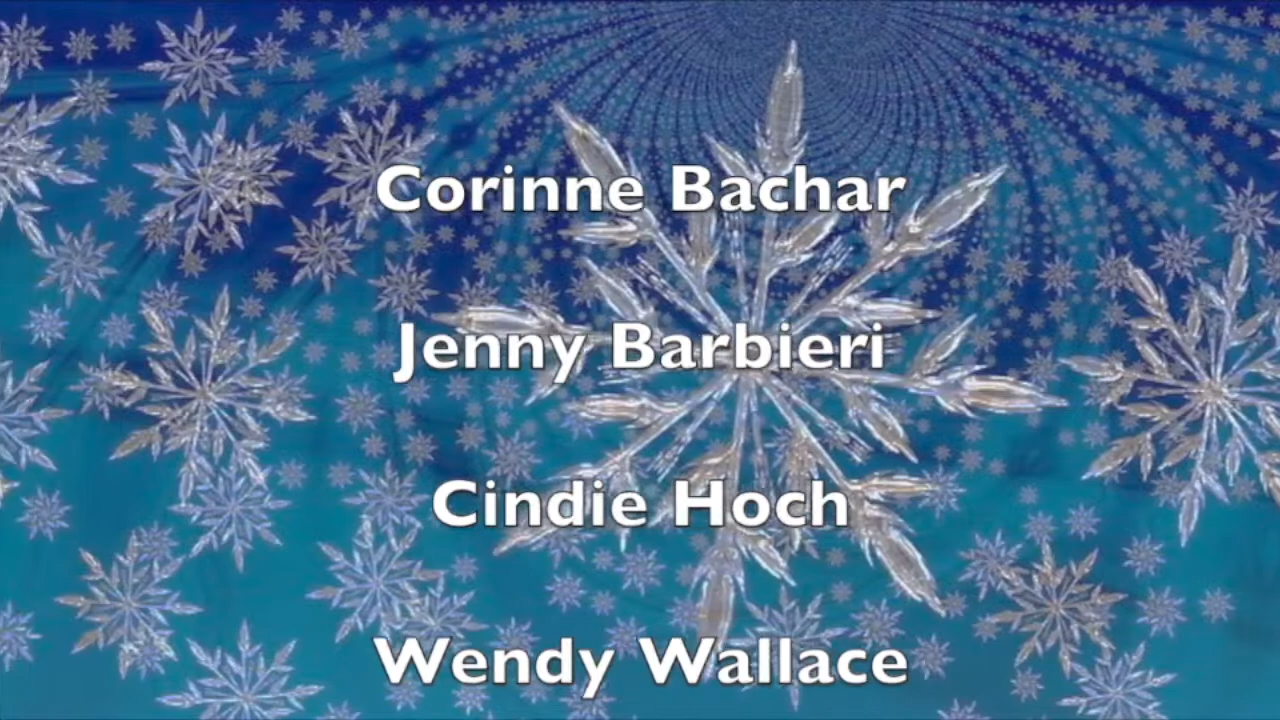 Corinne Bachar
Jenny Barbieri
Cindie Hoch
Wendy Wallace